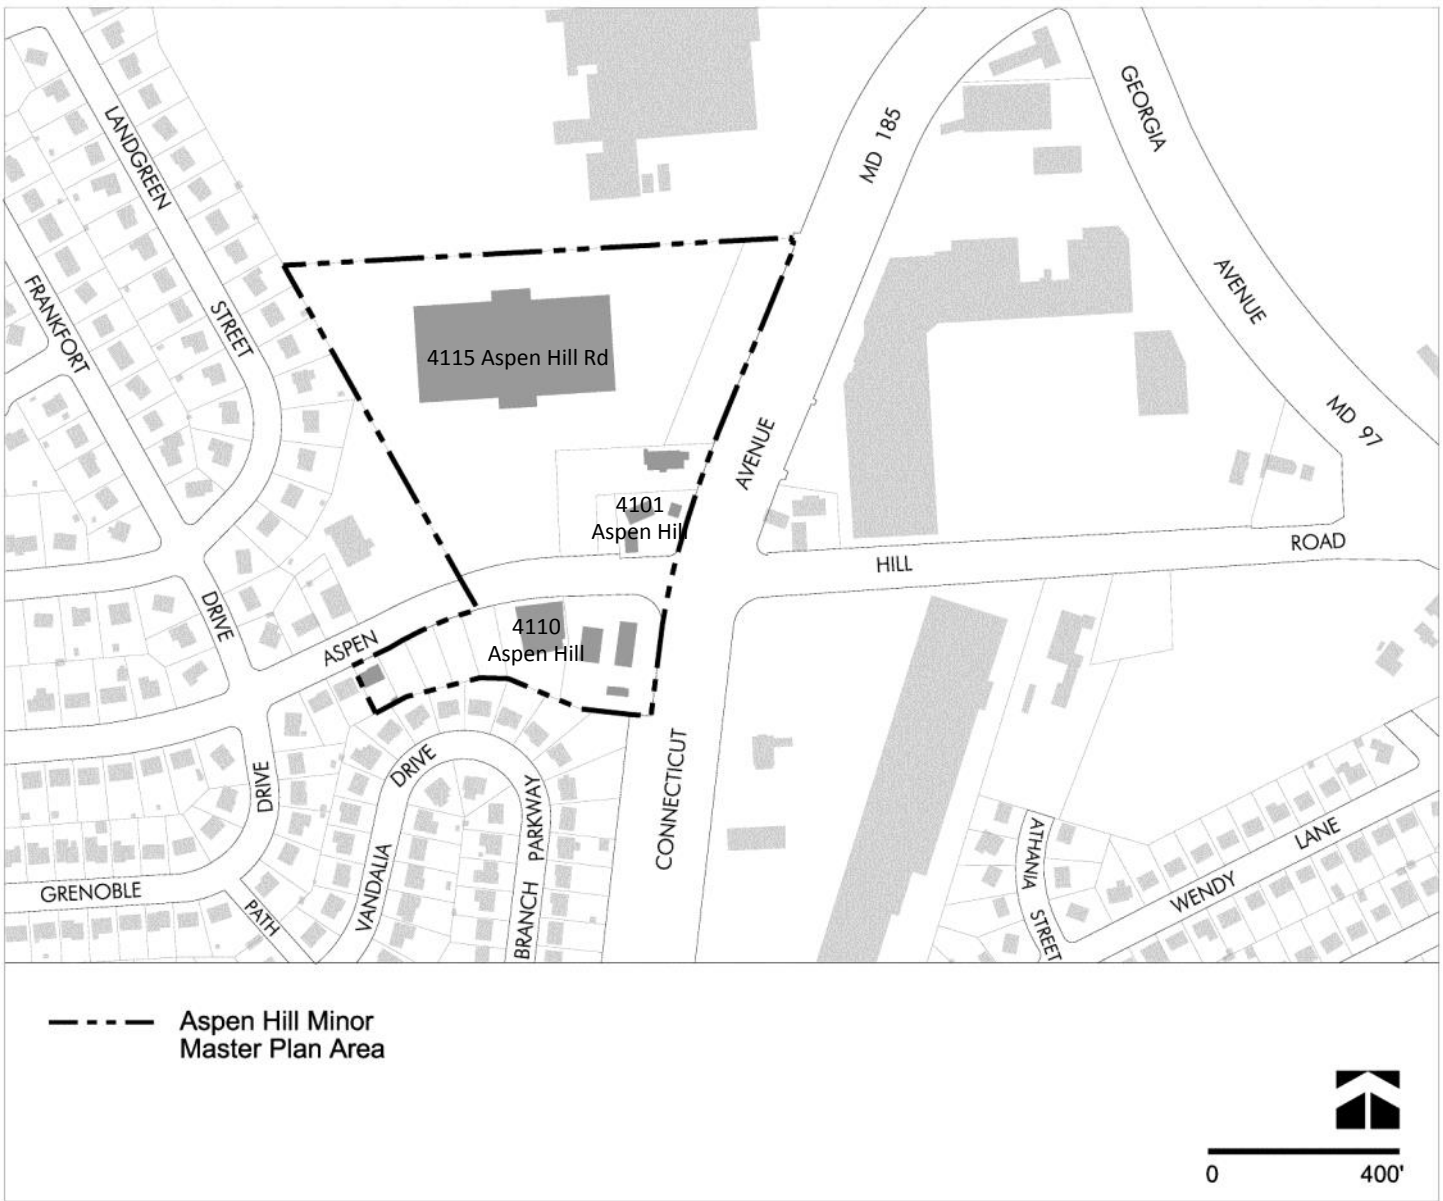 LANDGREEN
STREET
FRANKFORT
DRIVE
MD 185
AVENUE
GEORGIA
AVENUE
MD 97
4115 Aspen Hill Rd
4101
Aspen Hill
4110
Aspen Hill
ASPEN
HILL
ROAD
CONNECTICUT
DRIVE
GRENOBLE
PATH
VANDALIA
DRIVE
BRANCH PARKWAY
ATHANIA
STREET
WENDY
LANE
Aspen Hill Minor
Master Plan Area
0 400'